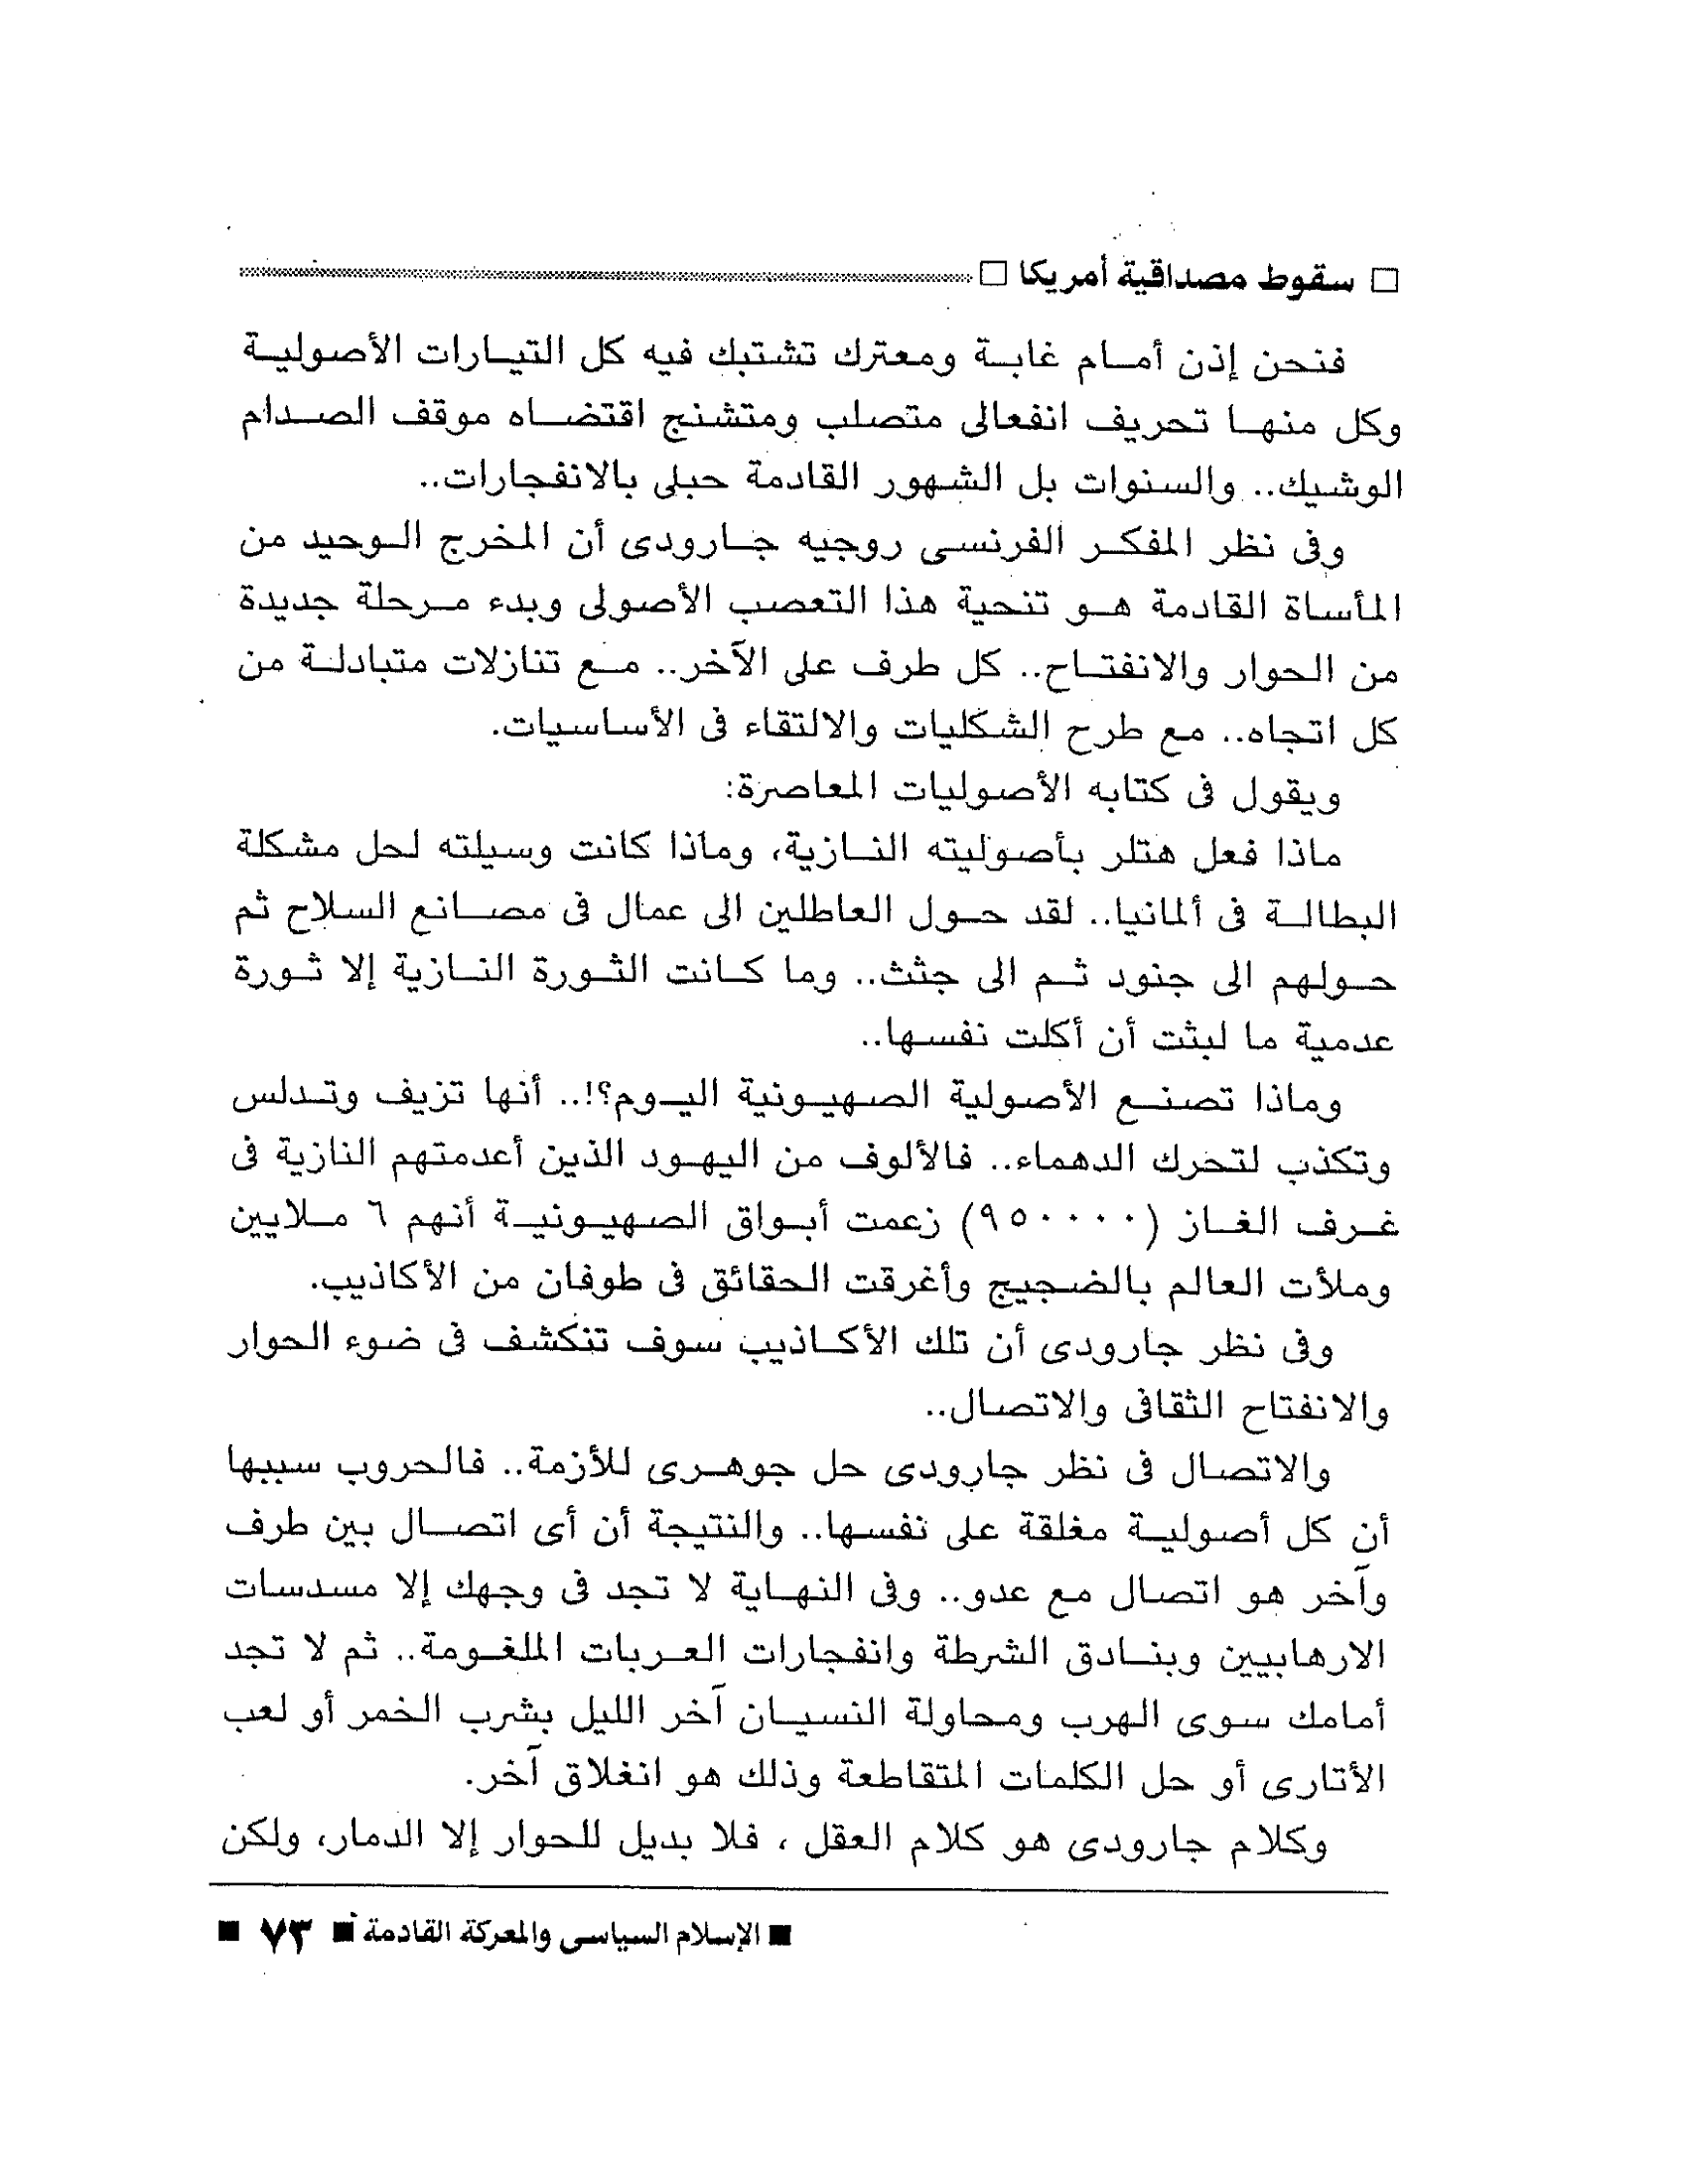 □ سقوط مصداقية أمريكا □
فنحن إذن أمام غابة ومعترك تشتبك فيه كل التيارات الأصولية
وكل منها تحريف انفعالى متصلب ومتشنج اقتضاه موقف الصدام
الوشيك.. والسنوات بل الشهور القادمة حبلى بالانفجارات..
وفى نظر المفكر الفرنسى روجيه جارودى أن المخرج الوحيد من
المأساة القادمة هو تنحية هذا التعصب الأصولى وبدء مرحلة جديدة
من الحوار والانفتاح.. كل طرف على الآخر.. مع تنازلات متبادلة من
كل اتجاه.. مع طرح الشكليات والالتقاء فى الأساسيات.
ويقول فى كتابه الأصوليات المعاصرة:
ماذا فعل هتلر بأصوليته النازية، وماذا كانت وسيلته لحل مشكلة
البطالة فى ألمانيا.. لقد حول العاطلين الى عمال فى مصانع السلاح ثم
حولهم الى جنود ثم الى جثث.. وما كانت الثورة النازية إلا ثورة
عدمية ما لبثت أن أكلت نفسها..
وماذا تصنع الأصولية الصهيونية اليوم؟!.. أنها تزيف وتدلس
وتكذب لتحرك الدهماء.. فالألوف من اليهود الذين أعدمتهم النازية فى
غرف الغاز (٩٥٠٠٠٠) زعمت أبواق الصهيونية أنهم ٦ ملايين
وملأت العالم بالضجيج وأغرقت الحقائق فى طوفان من الأكاذيب.
وفى نظر جارودى أن تلك الأكاذيب سوف تنكشف فى ضوء الحوار
والانفتاح الثقافى والاتصال..
والاتصال فى نظر جارودى حل جوهرى للأزمة.. فالحروب سببها
أن كل أصولية مغلقة على نفسها.. والنتيجة أن أى اتصال بين طرف
وآخر هو اتصال مع عدو.. وفى النهاية لا تجد فى وجهك إلا مسدسات
الارهابيين وبنادق الشرطة وانفجارات العربات الملغومة.. ثم لا تجد
أمامك سوى الهرب ومحاولة النسيان آخر الليل بشرب الخمر أو لعب
الأتارى أو حل الكلمات المتقاطعة وذلك هو انغلاق آخر.
وكلام جارودى هو كلام العقل ، فلا بديل للحوار إلا الدمار، ولكن
■ الإسلام السياسى والمعركة القادمة ■ ٧٣ ■